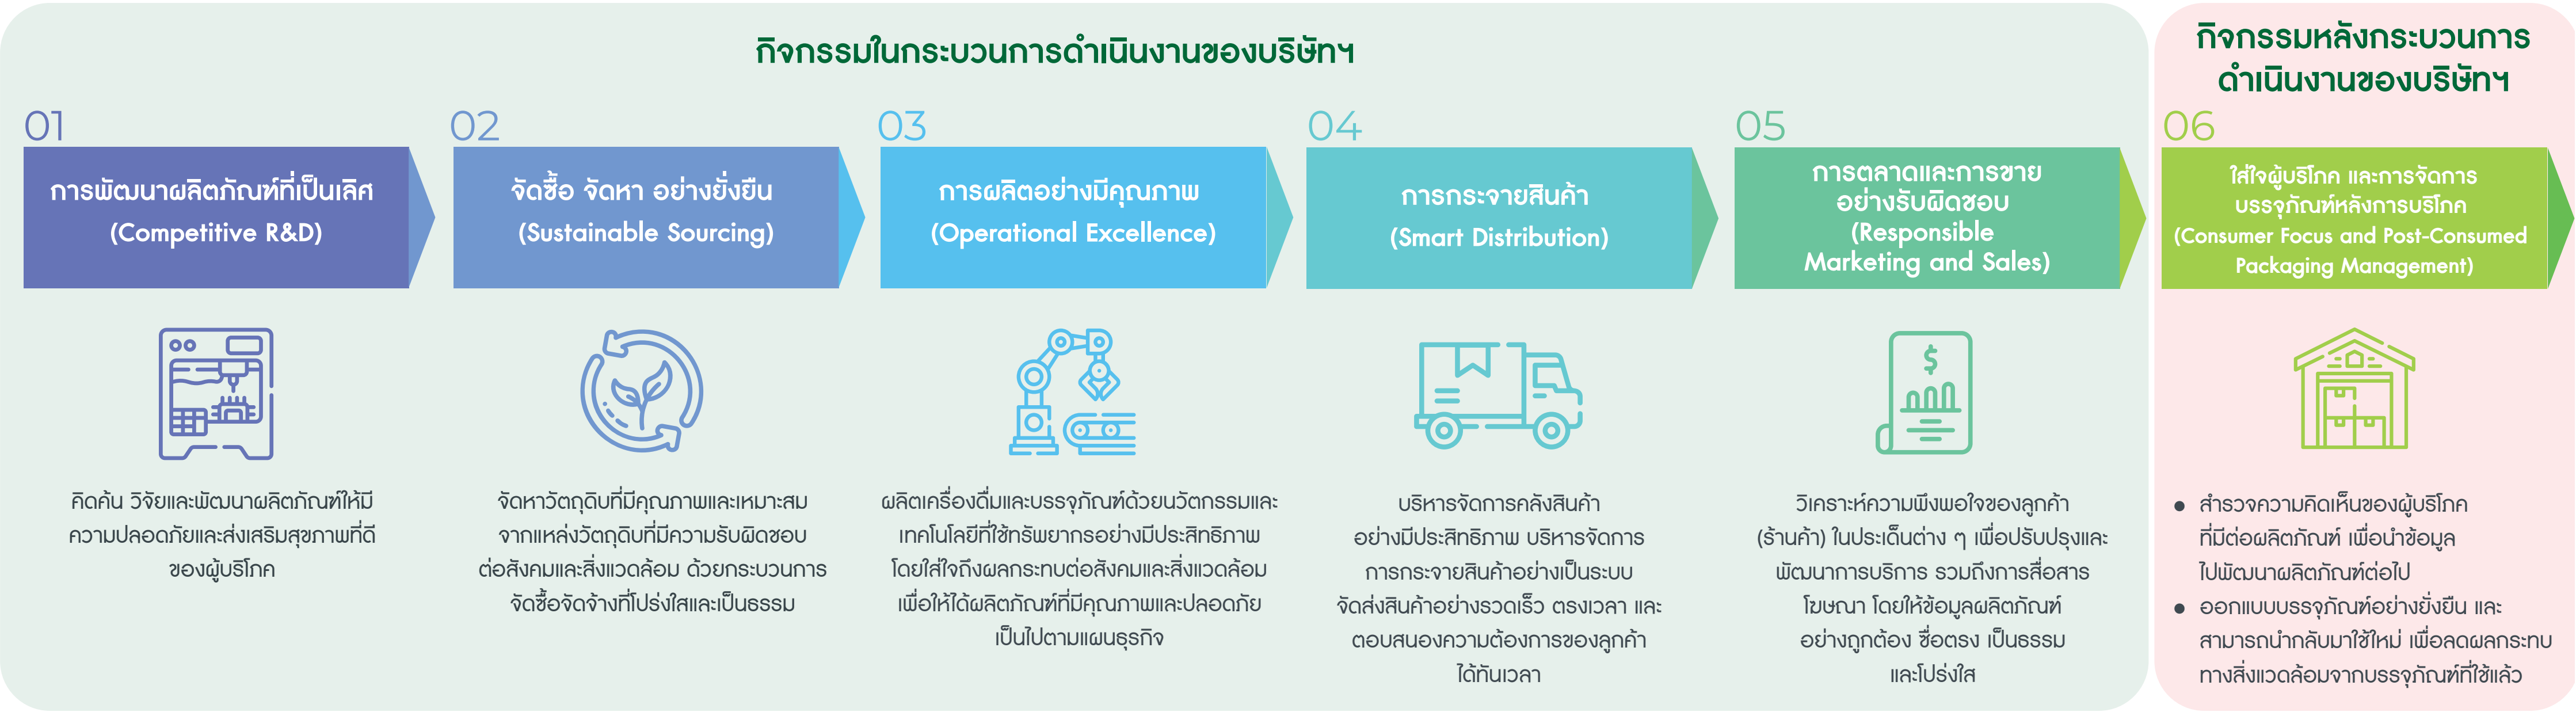 กิจกรรมในกระบวนการดำเนินงานของบริษัทฯ
01
การพัฒนาผลิตภัณฑ์ที่เป็นเลิศ
(Competitive R&D)
คิดค้น วิจัยและพัฒนาผลิตภัณฑ์ให้มี
ความปลอดภัยและส่งเสริมสุขภาพที่ดี
ของผู้บริโภค
02
จัดซื้อ จัดหา อย่างยั่งยืน
(Sustainable Sourcing)
จัดหาวัตถุดิบที่มีคุณภาพและเหมาะสม
จากแหล่งวัตถุดิบที่มีความรับผิดชอบ
ต่อสังคมและสิ่งแวดล้อม ด้วยกระบวนการ
จัดซื้อจัดจ้างที่โปร่งใสและเป็นธรรม
03
การผลิตอย่างมีคุณภาพ
(Operational Excellence)
ผลิตเครื่องดื่มและบรรจุภัณฑ์ด้วยนวัตกรรมและ
เทคโนโลยีที่ใช้ทรัพยากรอย่างมีประสิทธิภาพ
โดยใส่ใจถึงผลกระทบต่อสังคมและสิ่งแวดล้อม
เพื่อให้ได้ผลิตภัณฑ์ที่มีคุณภาพและปลอดภัย
เป็นไปตามแผนธุรกิจ
04
การกระจายสินค้า
(Smart Distribution)
บริหารจัดการคลังสินค้า
อย่างมีประสิทธิภาพ บริหารจัดการ
การกระจายสินค้าอย่างเป็นระบบ
จัดส่งสินค้าอย่างรวดเร็ว ตรงเวลา และ
ตอบสนองความต้องการของลูกค้า
ได้ทันเวลา
05
การตลาดและการขาย
อย่างรับผิดชอบ
(Responsible
Marketing and Sales)
$
วิเคราะห์ความพึงพอใจของลูกค้า
(ร้านค้า) ในประเด็นต่าง ๆ เพื่อปรับปรุงและ
พัฒนาการบริการ รวมถึงการสื่อสาร
โฆษณา โดยให้ข้อมูลผลิตภัณฑ์
อย่างถูกต้อง ซื่อตรง เป็นธรรม
และโปร่งใส
กิจกรรมหลังกระบวนการ
ดำเนินงานของบริษัทฯ
06
ใส่ใจผู้บริโภค และการจัดการ
บรรจุภัณฑ์หลังการบริโภค
(Consumer Focus and Post-Consumed
Packaging Management)
● สำรวจความคิดเห็นของผู้บริโภค
ที่มีต่อผลิตภัณฑ์ เพื่อนำข้อมูล
ไปพัฒนาผลิตภัณฑ์ต่อไป
● ออกแบบบรรจุภัณฑ์อย่างยั่งยืน และ
สามารถนำกลับมาใช้ใหม่ เพื่อลดผลกระทบ
ทางสิ่งแวดล้อมจากบรรจุภัณฑ์ที่ใช้แล้ว